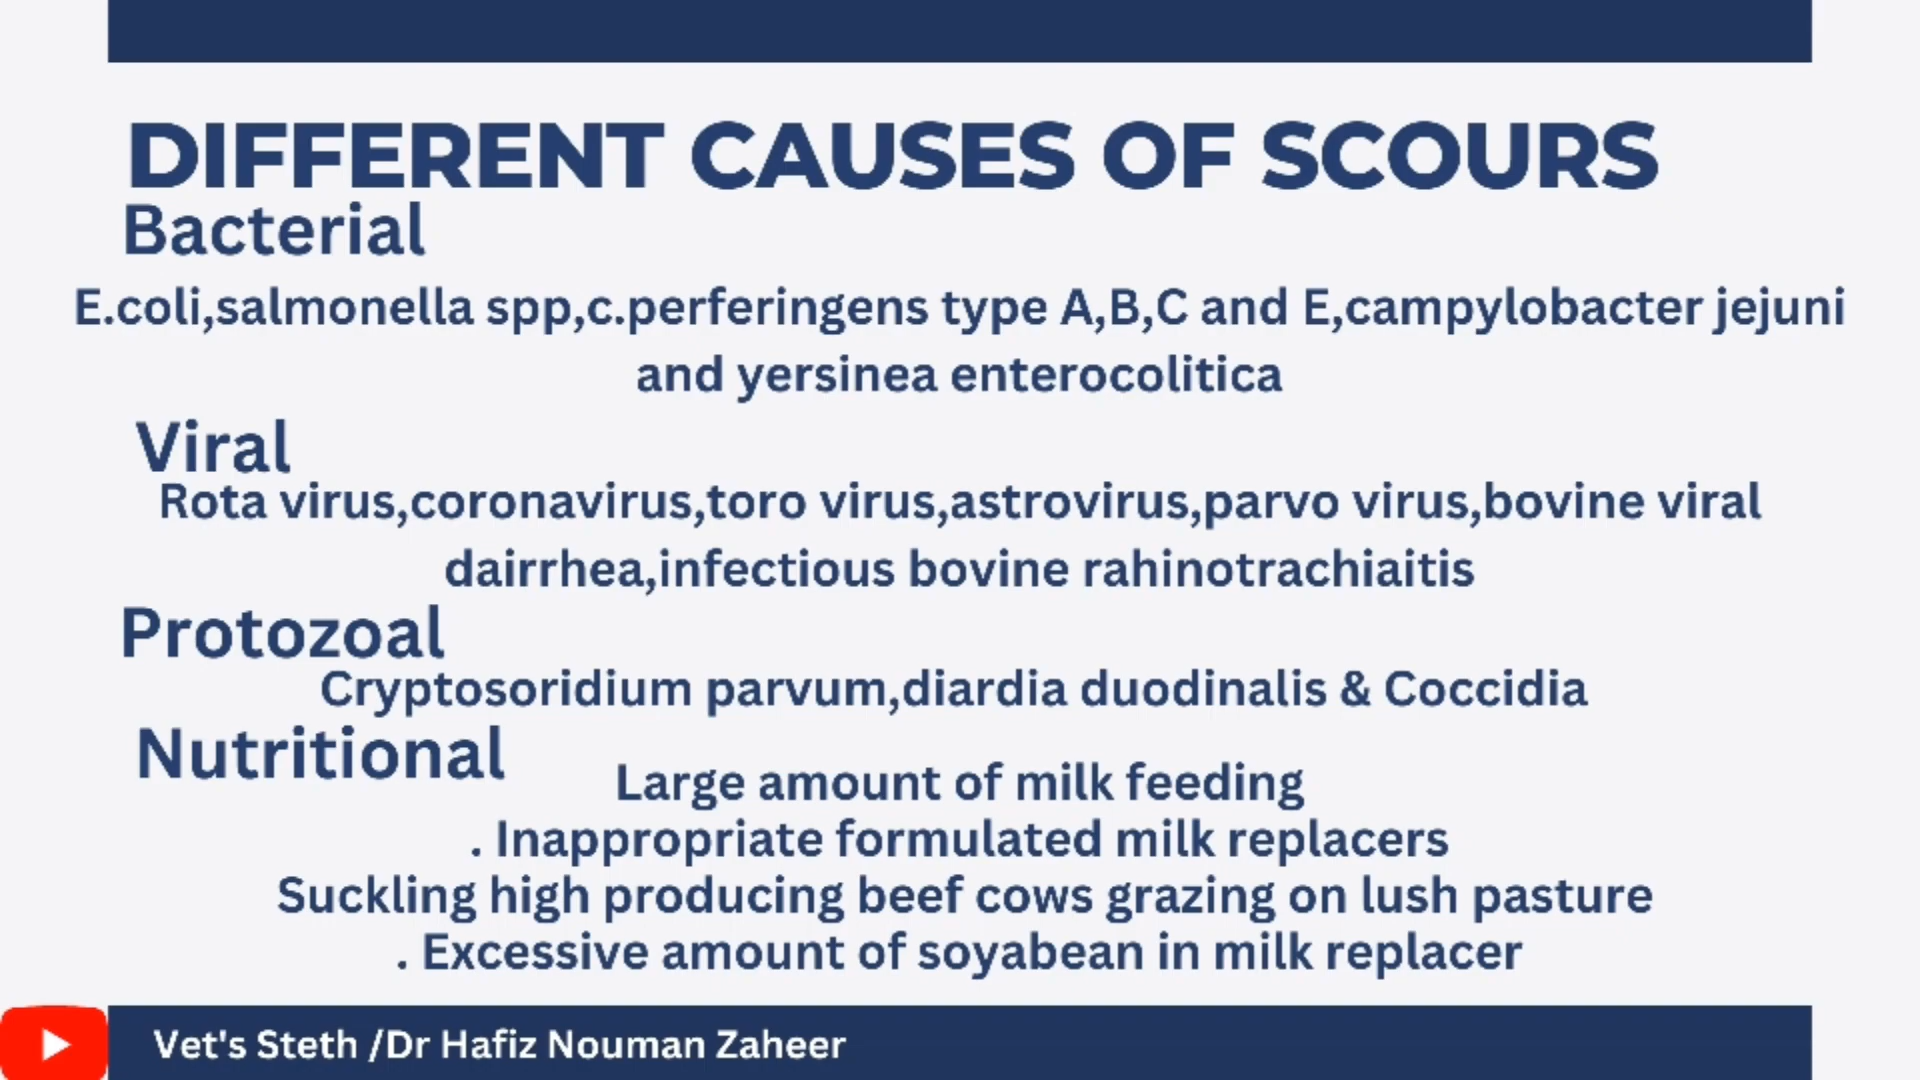 DIFFERENT CAUSES OF SCOURS
Bacterial
E.coli,salmonella spp,c.perferingens type A,B,C and E,campylobacter jejuni
and yersinea enterocolitica
Viral
Rota virus,coronavirus,toro virus,astrovirus,parvo virus,bovine viral
dairrhea,infectious bovine rahinotrachiaitis
Protozoal
Cryptosoridium parvum,diardia duodinalis & Coccidia
Nutritional
Large amount of milk feeding
. Inappropriate formulated milk replacers
Suckling high producing beef cows grazing on lush pasture
. Excessive amount of soyabean in milk replacer
Vet's Steth /Dr Hafiz Nouman Zaheer